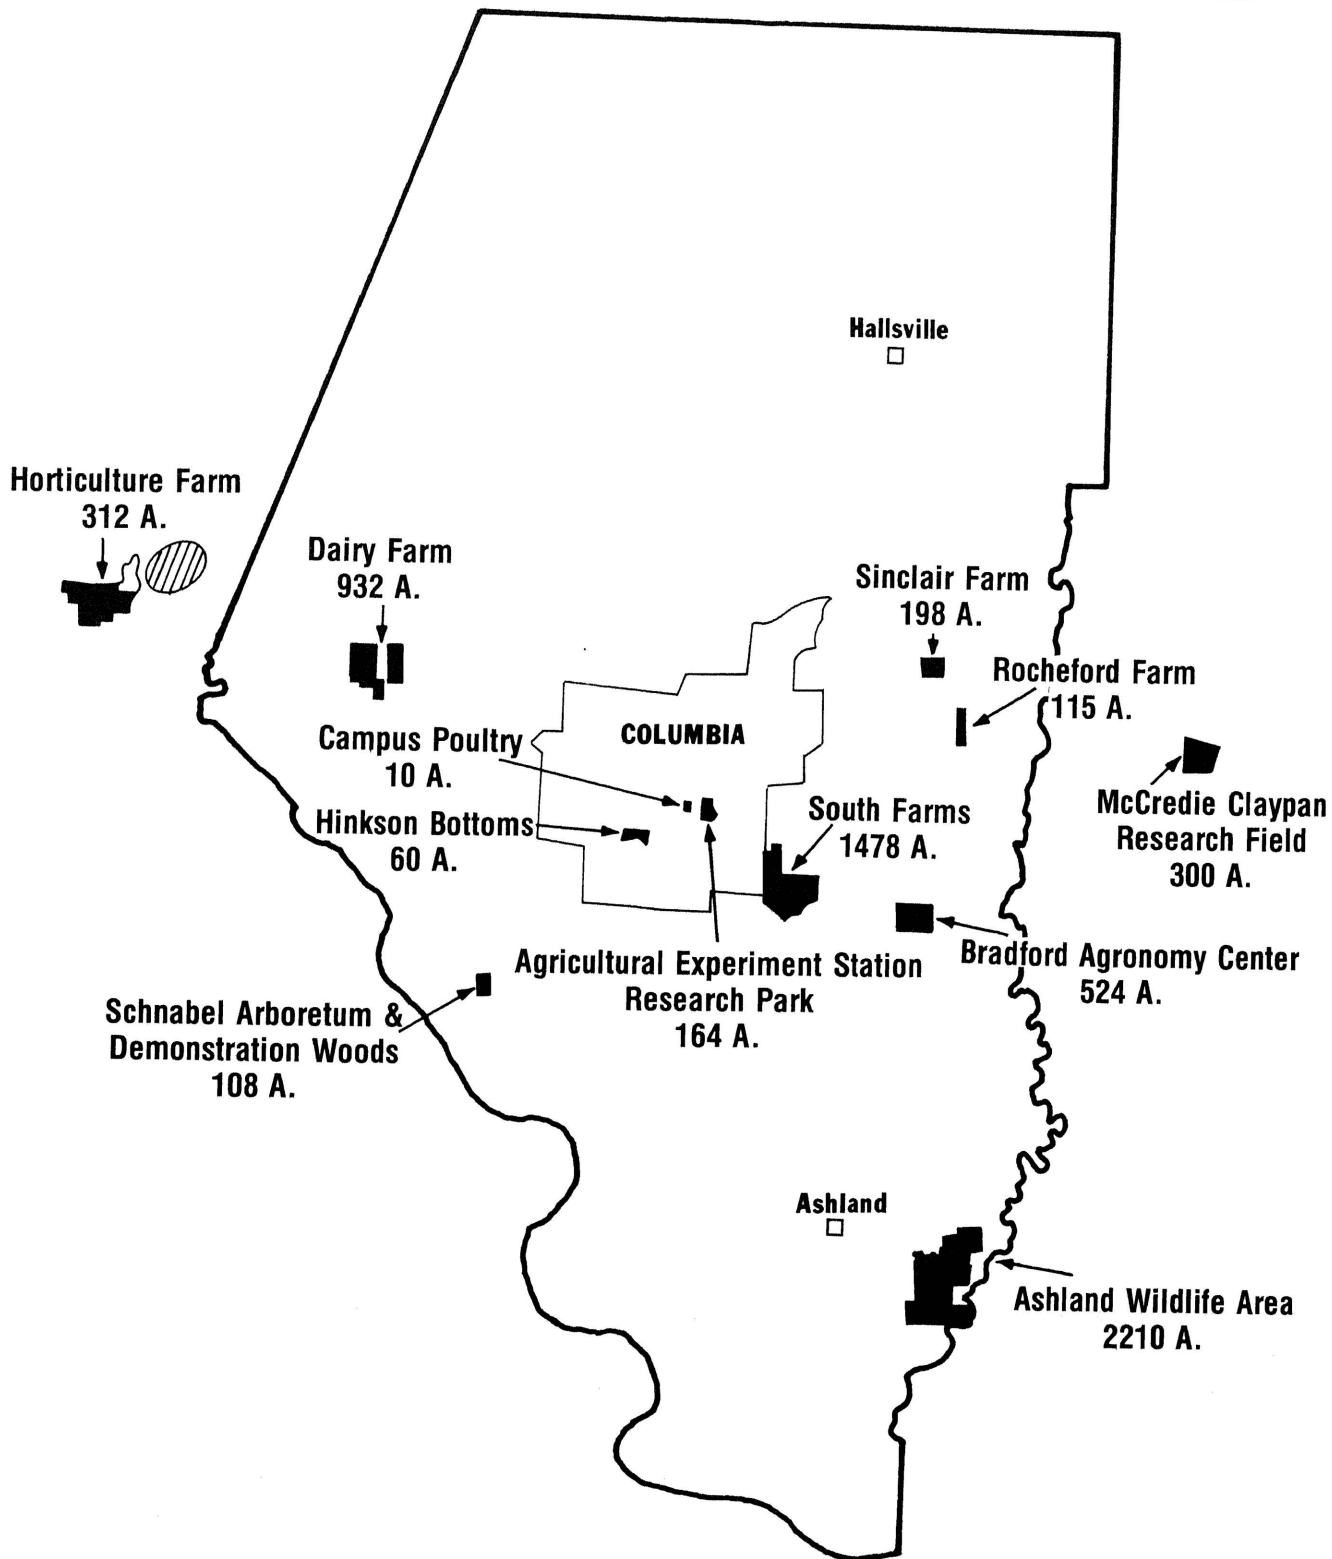 Hallsville
Horticulture Farm
312 A.
Dairy Farm
932 A.
Sinclair Farm
198 A.
Rocheford Farm
115 A.
COLUMBIA
Campus Poultry
10 A.
McCredie Claypan
Research Field
300 A.
South Farms
1478 A.
Hinkson Bottoms
60 A.
Bradford Agronomy Center
524 A.
Agricultural Experiment Station
Research Park
164 A.
Schnabel Arboretum &
Demonstration Woods
108 A.
Ashland
Ashland Wildlife Area
2210 A.